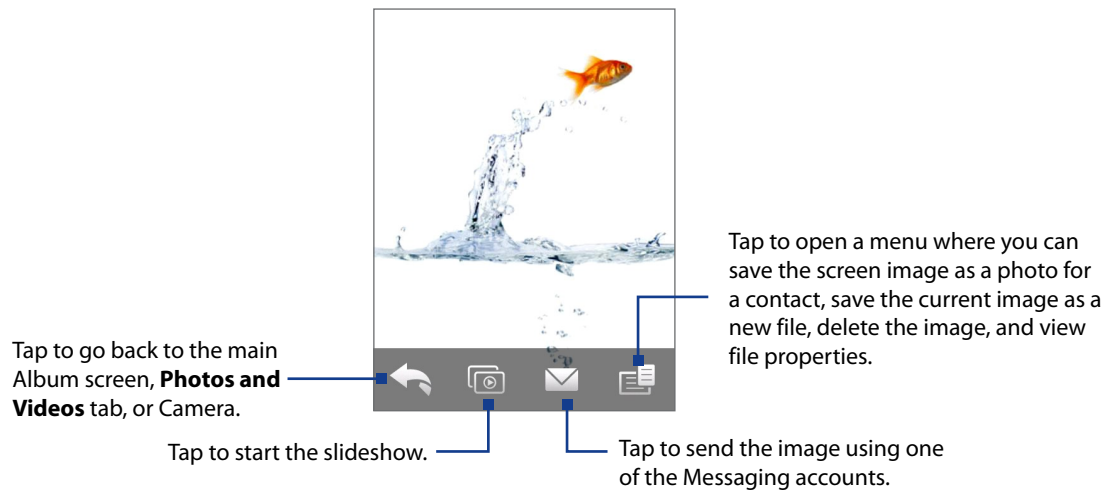 Tap to open a menu where you can
save the screen image as a photo for
a contact, save the current image as a
new file, delete the image, and view
file properties.
Tap to go back to the main
Album screen, Photos and
Videos tab, or Camera.
Tap to start the slideshow.
Tap to send the image using one
of the Messaging accounts.